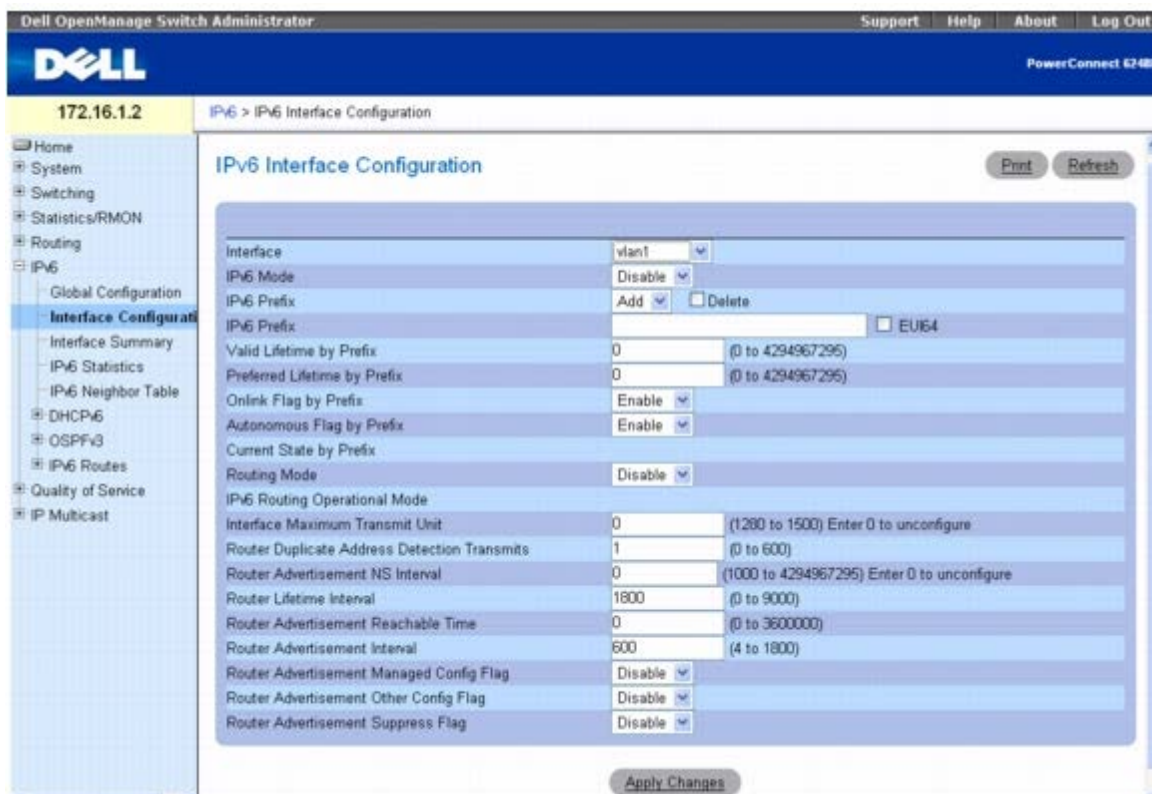 Dell OpenManage Switch Administrator
Support Help About Log Out
DELL
PowerConnect 6248
172.16.1.2
IPv6 > IPv6 Interface Configuration
Home
System
Switching
Statistics/RMON
Routing
IPv6
Global Configuration
Interface Configurati
Interface Summary
IPv6 Statistics
IPv6 Neighbor Table
DHCPv6
OSPFv3
IPv6 Routes
Quality of Service
IP Multicast
IPv6 Interface Configuration
Print Refresh
Interface vlan1
IPv6 Mode Disable
IPv6 Prefix Add Delete
IPv6 Prefix EUI64
Valid Lifetime by Prefix 0 (0 to 4294967295)
Preferred Lifetime by Prefix 0 (0 to 4294967295)
Onlink Flag by Prefix Enable
Autonomous Flag by Prefix Enable
Current State by Prefix
Routing Mode Disable
IPv6 Routing Operational Mode
Interface Maximum Transmit Unit 0 (1280 to 1500) Enter 0 to unconfigure
Router Duplicate Address Detection Transmits 1 (0 to 600)
Router Advertisement NS Interval 0 (1000 to 4294967295) Enter 0 to unconfigure
Router Lifetime Interval 1800 (0 to 9000)
Router Advertisement Reachable Time 0 (0 to 3600000)
Router Advertisement Interval 600 (4 to 1800)
Router Advertisement Managed Config Flag Disable
Router Advertisement Other Config Flag Disable
Router Advertisement Suppress Flag Disable
Apply Changes